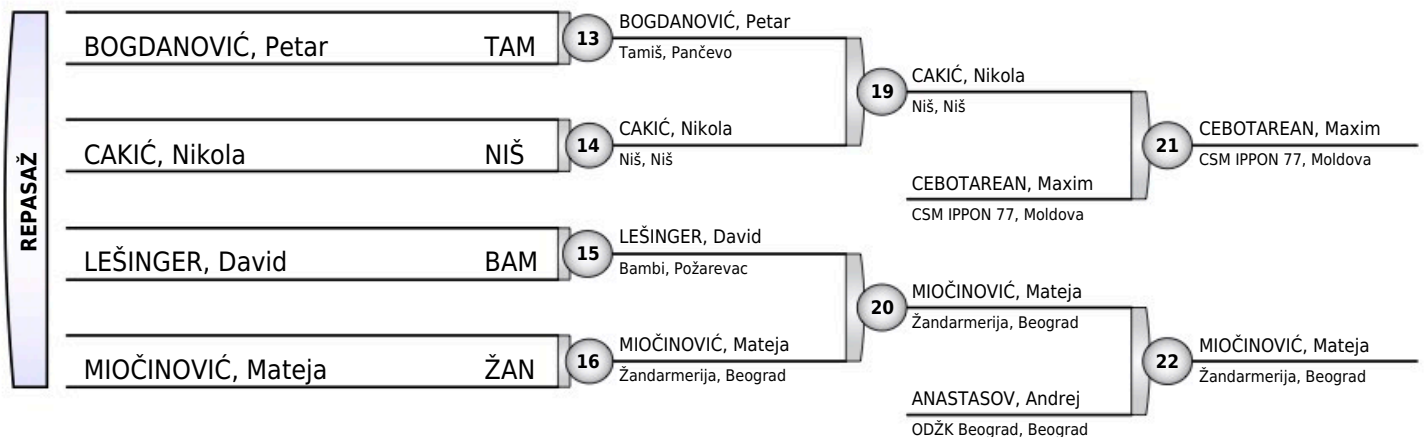 REPASAŽ
BOGDANOVIĆ, Petar TAM
CAKIĆ, Nikola NIŠ
LEŠINGER, David BAM
MIOČINOVIĆ, Mateja ŽAN
13
BOGDANOVIĆ, Petar
Tamiš, Pančevo
14
CAKIĆ, Nikola
Niš, Niš
15
LEŠINGER, David
Bambi, Požarevac
16
MIOČINOVIĆ, Mateja
Žandarmerija, Beograd
19
CAKIĆ, Nikola
Niš, Niš
CEBOTAREAN, Maxim
CSM IPPON 77, Moldova
20
MIOČINOVIĆ, Mateja
Žandarmerija, Beograd
ANASTASOV, Andrej
ODŽK Beograd, Beograd
21
CEBOTAREAN, Maxim
CSM IPPON 77, Moldova
22
MIOČINOVIĆ, Mateja
Žandarmerija, Beograd